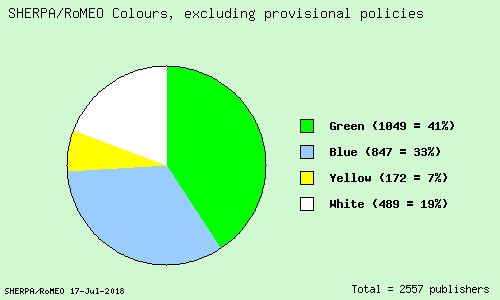 SHERPA/RoMEO Colours, excluding provisional policies
Green (1049 = 41%)
Blue (847 = 33%)
Yellow (172 = 7%)
White (489 = 19%)
SHERPA/RoMEO 17-Jul-2018
Total = 2557 publishers